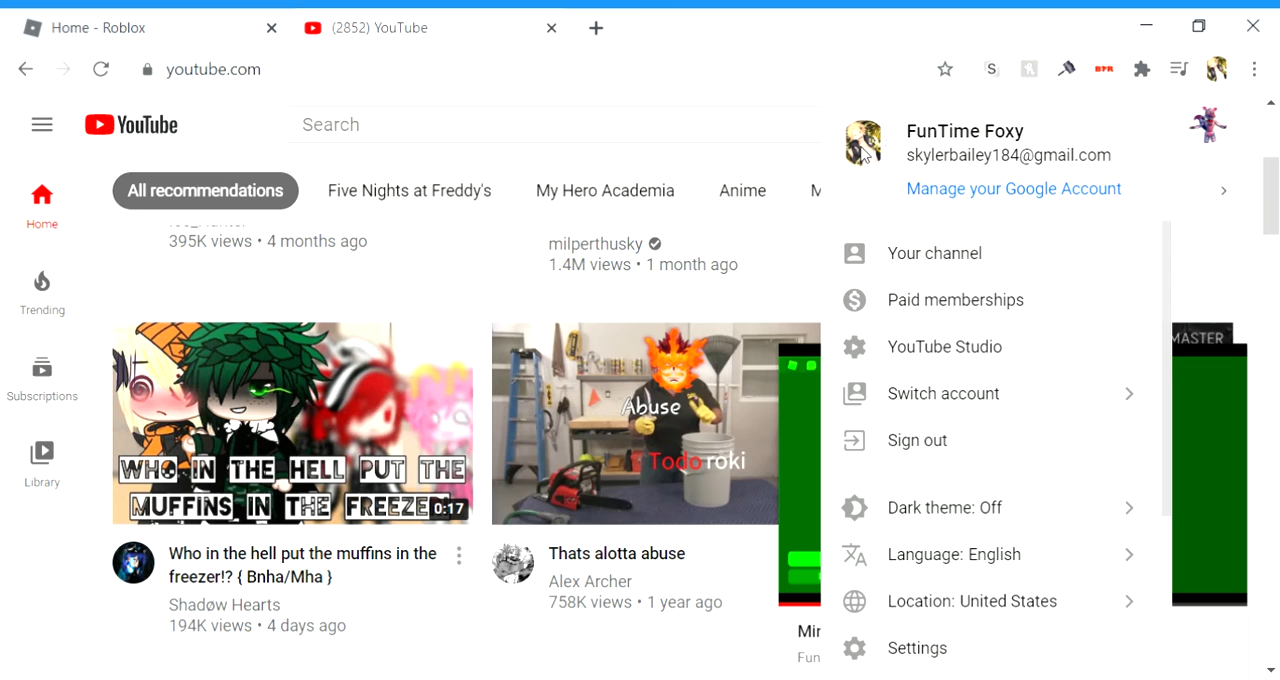 Home - Roblox
(2852) YouTube
youtube.com
S
BPR
YouTube
Search
FunTime Foxy
skylerbailey184@gmail.com
Manage your Google Account
All recommendations
Five Nights at Freddy's
My Hero Academia
Anime
M
Home
Trending
Subscriptions
Library
395K views • 4 months ago
milperthusky
1.4M views • 1 month ago
WHO IN THE HELL PUT THE
MUFFINS IN THE FREEZER
0:17
Abuse
Todo roki
MASTER
Who in the hell put the muffins in the
freezer!? { Bnha/Mha }
Shadøw Hearts
194K views • 4 days ago
Thats alotta abuse
Alex Archer
758K views • 1 year ago
Fun
Your channel
Paid memberships
YouTube Studio
Switch account
Sign out
Dark theme: Off
Language: English
Location: United States
Settings